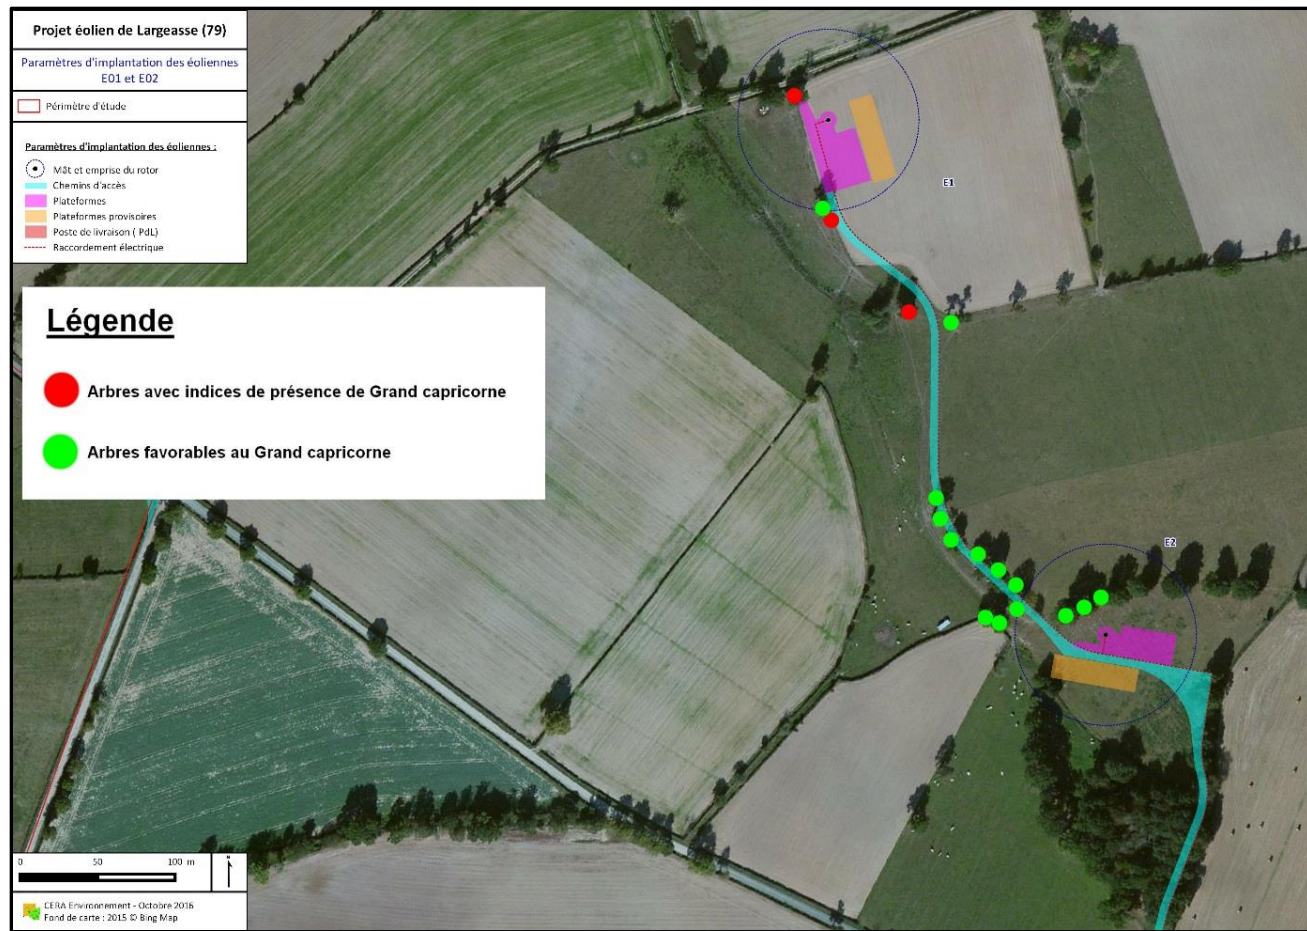 Projet éolien de Largeasse (79)
Paramètres d'implantation des éoliennes
E01 et E02
Périmètre d'étude
Paramètres d'implantation des éoliennes :
Mât et emprise du rotor
Chemins d'accès
Plateformes
Plateformes provisoires
Poste de livraison ( PdL)
Raccordement électrique
Légende
Arbres avec indices de présence de Grand capricorne
Arbres favorables au Grand capricorne
E1
E2
0 50 100 m
N
CERA Environnement - Octobre 2016
Fond de carte : 2015 © Bing Map